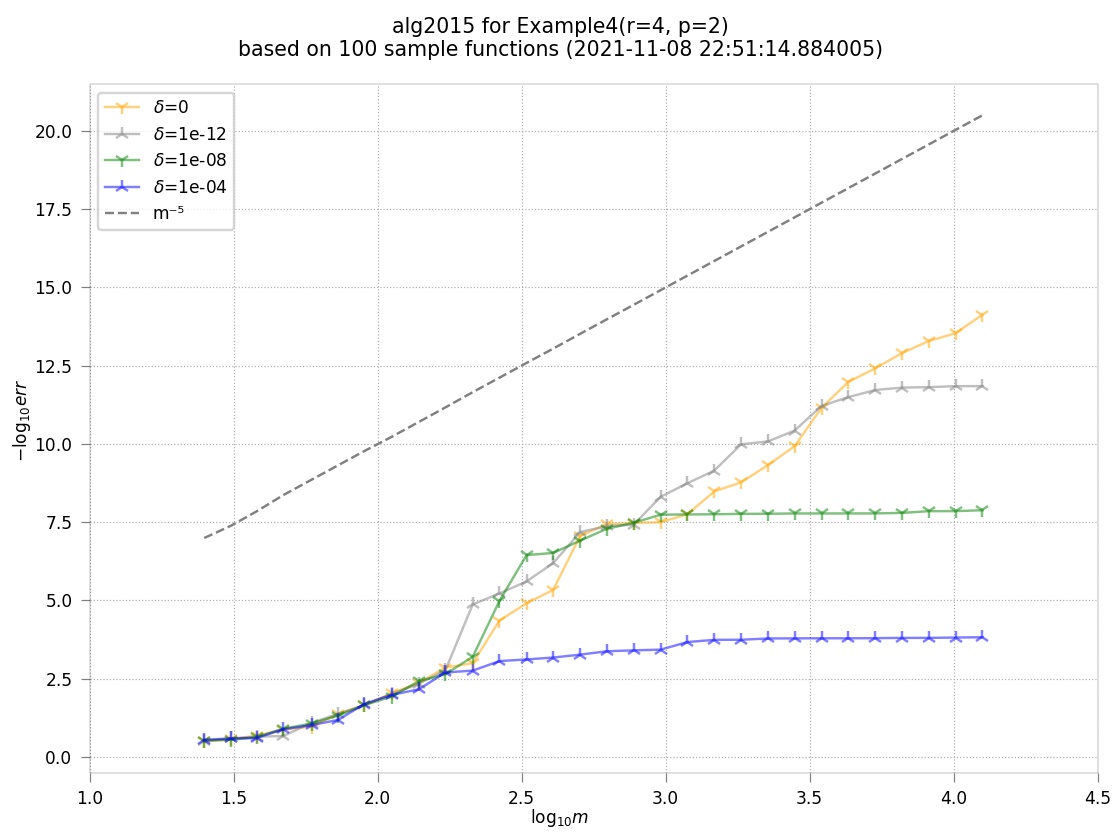 alg2015 for Example4(r=4, p=2)
based on 100 sample functions (2021-11-08 22:51:14.884005)
δ=0
δ=1e-12
δ=1e-08
δ=1e-04
m⁻⁵
20.0
17.5
15.0
12.5
10.0
7.5
5.0
2.5
0.0
−log₁₀err
1.0 1.5 2.0 2.5 3.0 3.5 4.0 4.5
log₁₀m